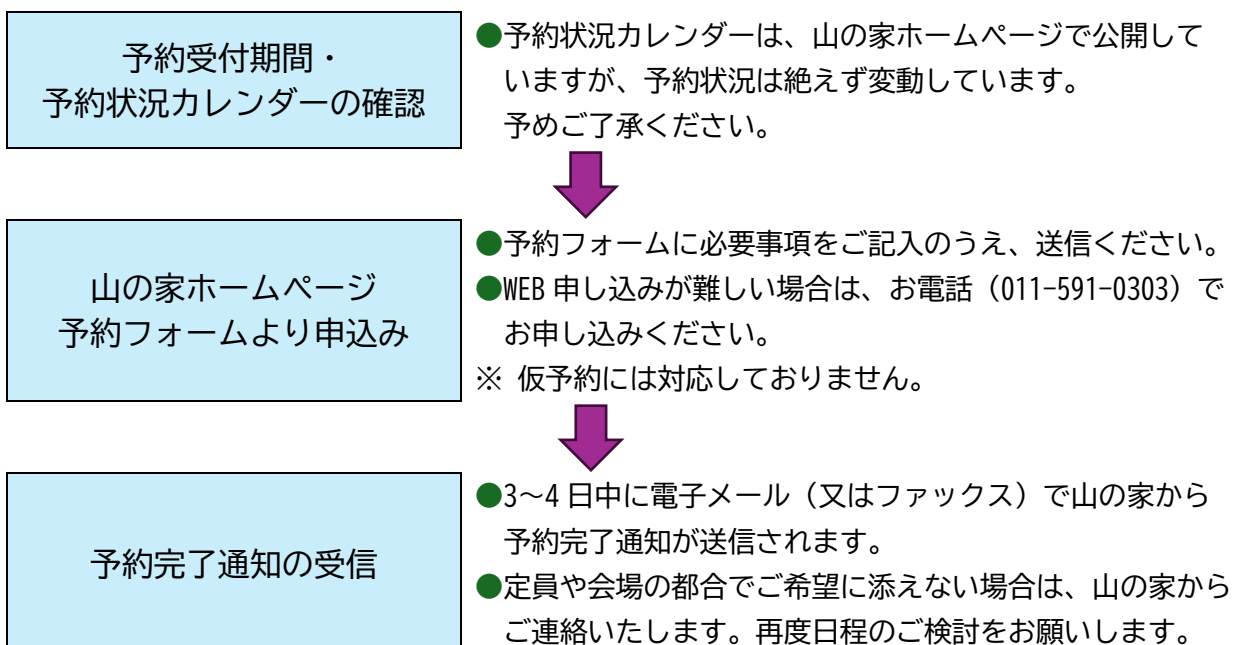 予約受付期間・
予約状況カレンダーの確認
●予約状況カレンダーは、山の家ホームページで公開して
いますが、予約状況は絶えず変動しています。
予めご了承ください。
山の家ホームページ
予約フォームより申込み
●予約フォームに必要事項をご記入のうえ、送信ください。
●WEB申し込みが難しい場合は、お電話（011-591-0303）で
お申し込みください。
※ 仮予約には対応しておりません。
予約完了通知の受信
●3～4日中に電子メール（又はファックス）で山の家から
予約完了通知が送信されます。
●定員や会場の都合でご希望に添えない場合は、山の家から
ご連絡いたします。再度日程のご検討をお願いします。